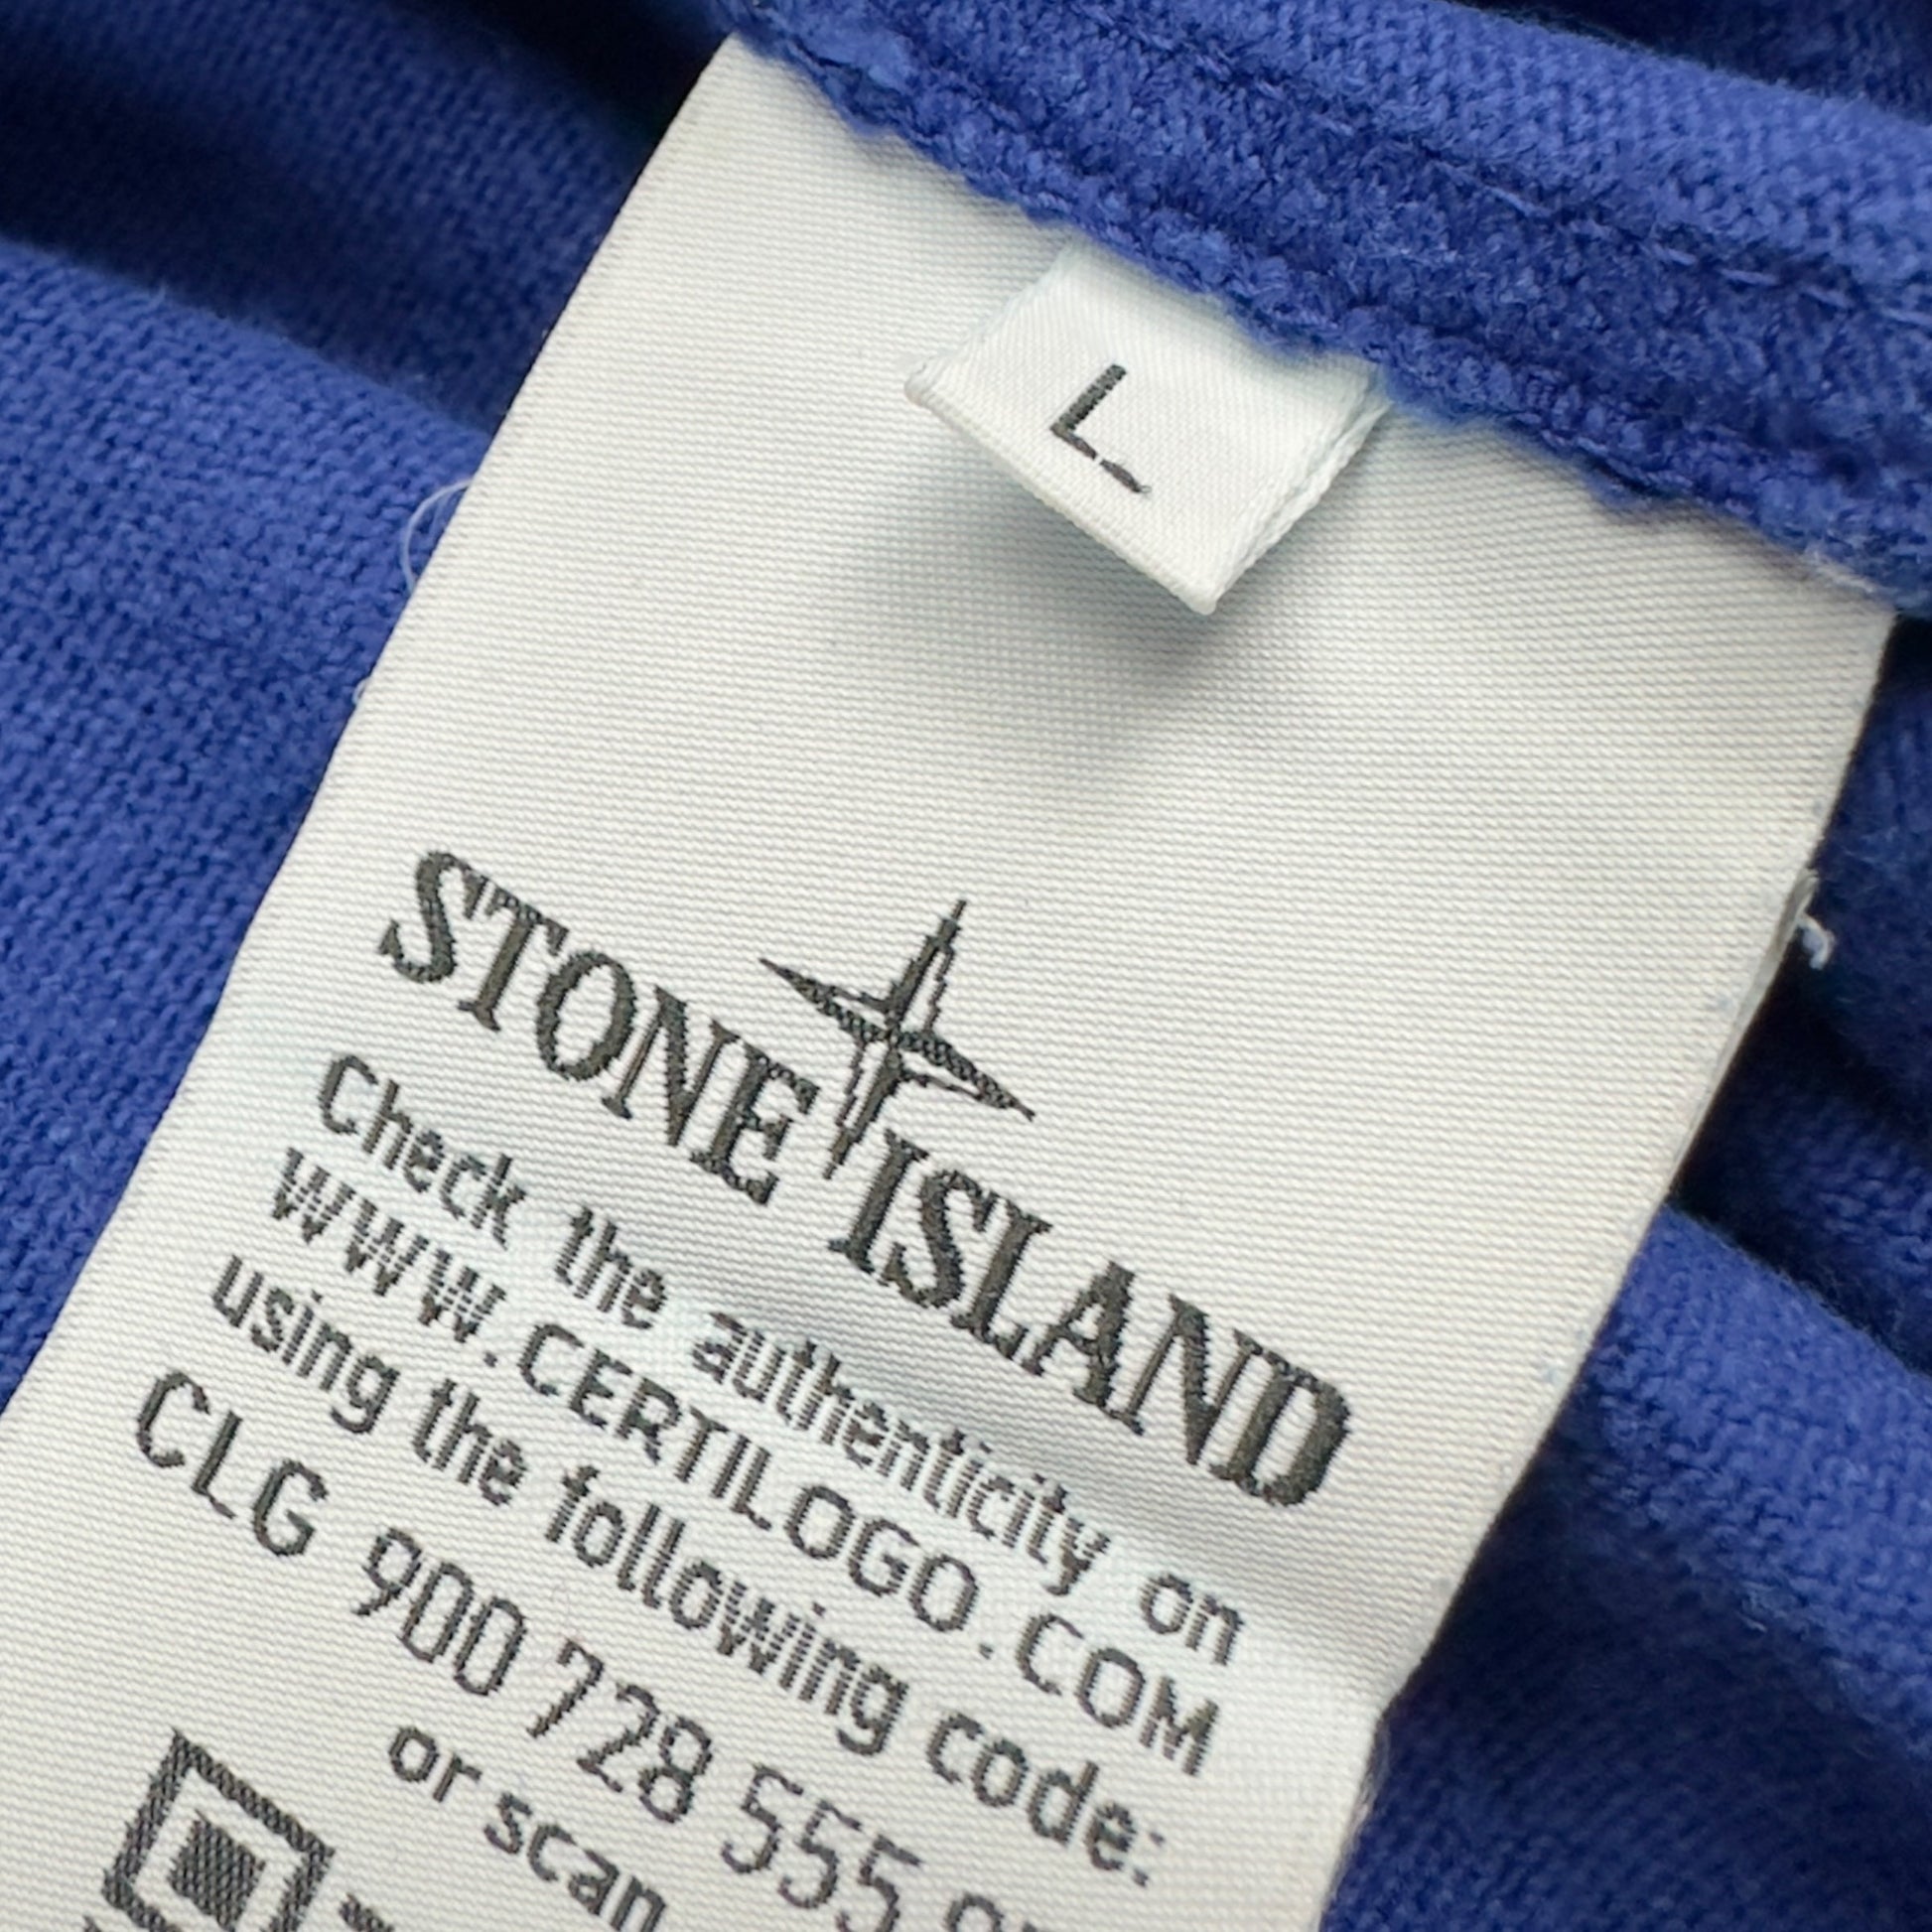 L
STONE ISLAND
Check the authenticity on
WWW.CERTILOGO.COM
using the following code:
CLG 900 728 555
or scan